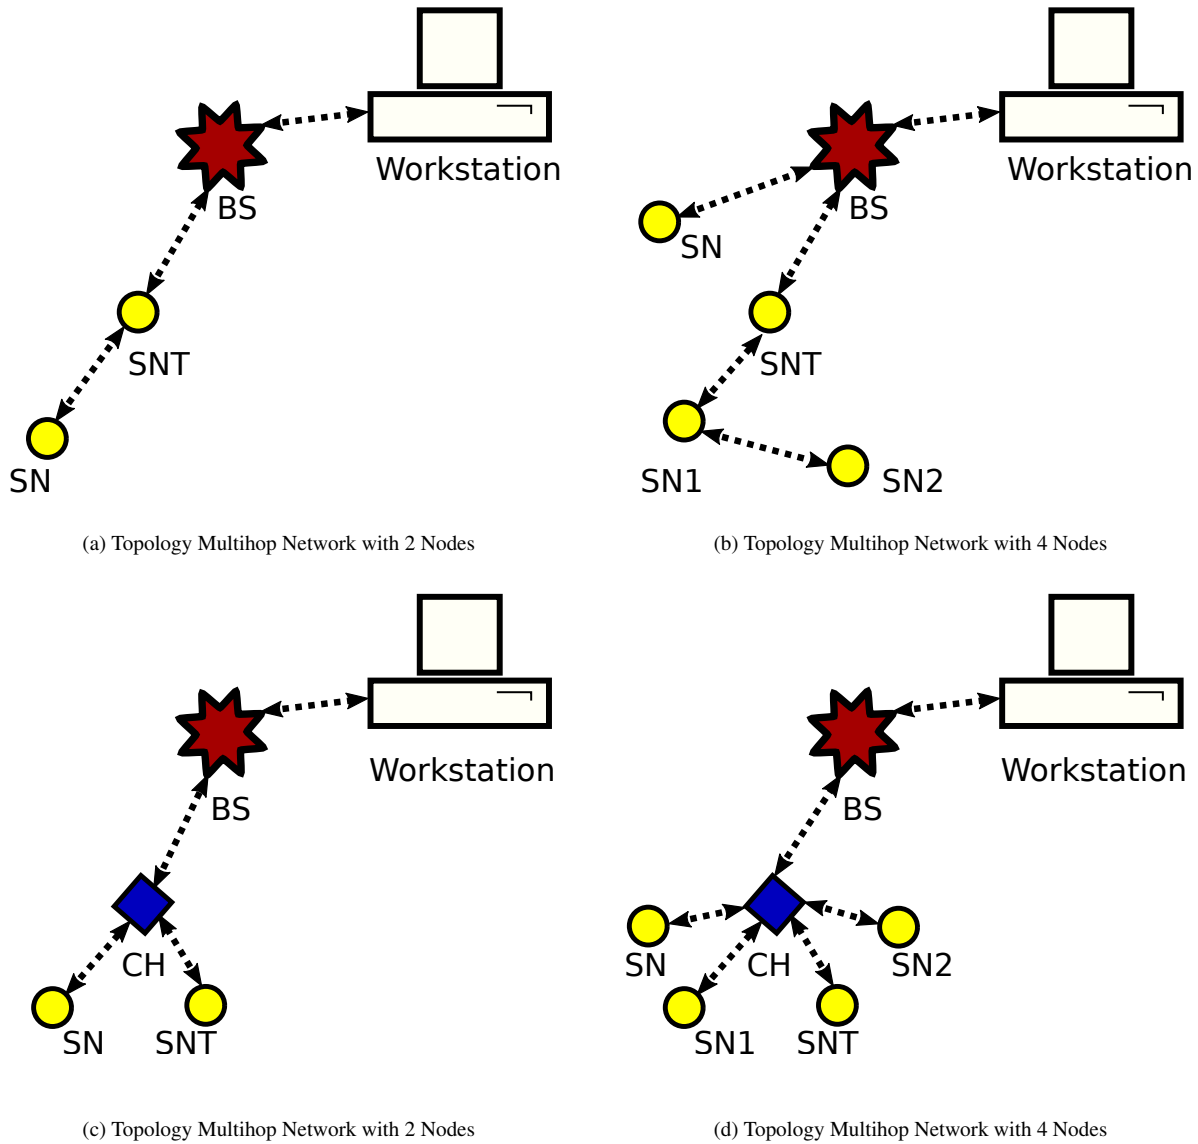 Workstation
BS
SNT
SN
(a) Topology Multihop Network with 2 Nodes
Workstation
BS
SN
SNT
SN1
SN2
(b) Topology Multihop Network with 4 Nodes
Workstation
BS
CH
SN
SNT
(c) Topology Multihop Network with 2 Nodes
Workstation
BS
SN
CH
SN2
SN1
SNT
(d) Topology Multihop Network with 4 Nodes